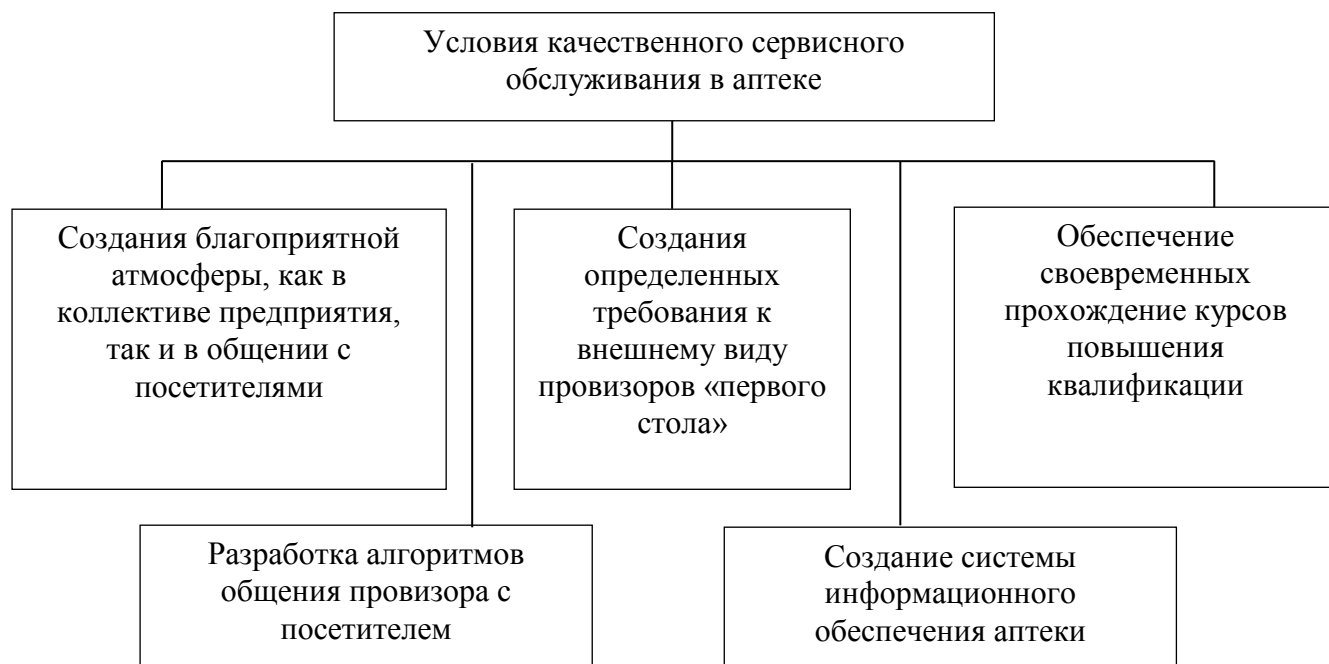 Условия качественного сервисного
обслуживания в аптеке
Создания благоприятной
атмосферы, как в
коллективе предприятия,
так и в общении с
посетителями
Создания
определенных
требования к
внешнему виду
провизоров «первого
стола»
Обеспечение
своевременных
прохождение курсов
повышения
квалификации
Разработка алгоритмов
общения провизора с
посетителем
Создание системы
информационного
обеспечения аптеки